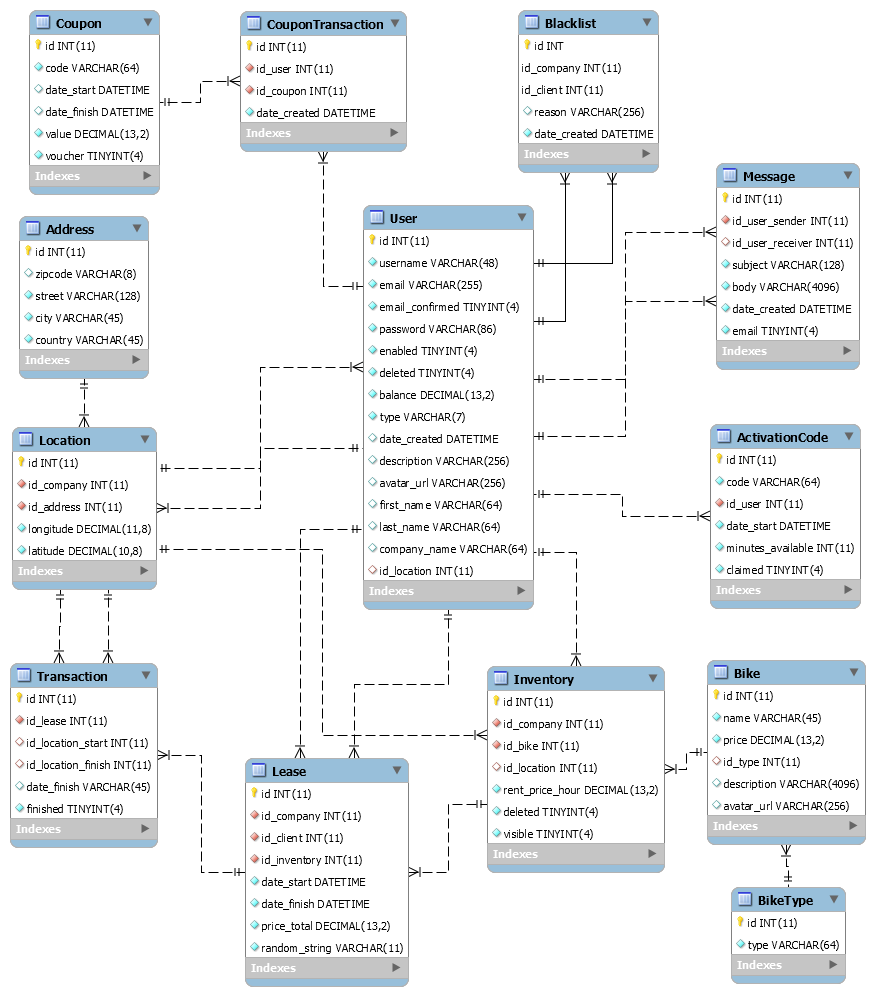 Coupon
id INT(11)
code VARCHAR(64)
date_start DATETIME
date_finish DATETIME
value DECIMAL(13,2)
voucher TINYINT(4)
Indexes
CouponTransaction
id INT(11)
id_user INT(11)
id_coupon INT(11)
date_created DATETIME
Indexes
Blacklist
id INT
id_company INT(11)
id_client INT(11)
reason VARCHAR(256)
date_created DATETIME
Indexes
Message
id INT(11)
id_user_sender INT(11)
id_user_receiver INT(11)
subject VARCHAR(128)
body VARCHAR(4096)
date_created DATETIME
email TINYINT(4)
Indexes
Address
id INT(11)
zipcode VARCHAR(8)
street VARCHAR(128)
city VARCHAR(45)
country VARCHAR(45)
Indexes
User
id INT(11)
username VARCHAR(48)
email VARCHAR(255)
email_confirmed TINYINT(4)
password VARCHAR(86)
enabled TINYINT(4)
deleted TINYINT(4)
balance DECIMAL(13,2)
type VARCHAR(7)
date_created DATETIME
description VARCHAR(256)
avatar_url VARCHAR(256)
first_name VARCHAR(64)
last_name VARCHAR(64)
company_name VARCHAR(64)
id_location INT(11)
Indexes
Location
id INT(11)
id_company INT(11)
id_address INT(11)
longitude DECIMAL(11,8)
latitude DECIMAL(10,8)
Indexes
ActivationCode
id INT(11)
code VARCHAR(64)
id_user INT(11)
date_start DATETIME
minutes_available INT(11)
claimed TINYINT(4)
Indexes
Transaction
id INT(11)
id_lease INT(11)
id_location_start INT(11)
id_location_finish INT(11)
date_finish VARCHAR(45)
finished TINYINT(4)
Indexes
Lease
id INT(11)
id_company INT(11)
id_client INT(11)
id_inventory INT(11)
date_start DATETIME
date_finish DATETIME
price_total DECIMAL(13,2)
random_string VARCHAR(11)
Indexes
Inventory
id INT(11)
id_company INT(11)
id_bike INT(11)
id_location INT(11)
rent_price_hour DECIMAL(13,2)
deleted TINYINT(4)
visible TINYINT(4)
Indexes
Bike
id INT(11)
name VARCHAR(45)
price DECIMAL(13,2)
id_type INT(11)
description VARCHAR(4096)
avatar_url VARCHAR(256)
Indexes
BikeType
id INT(11)
type VARCHAR(64)
Indexes